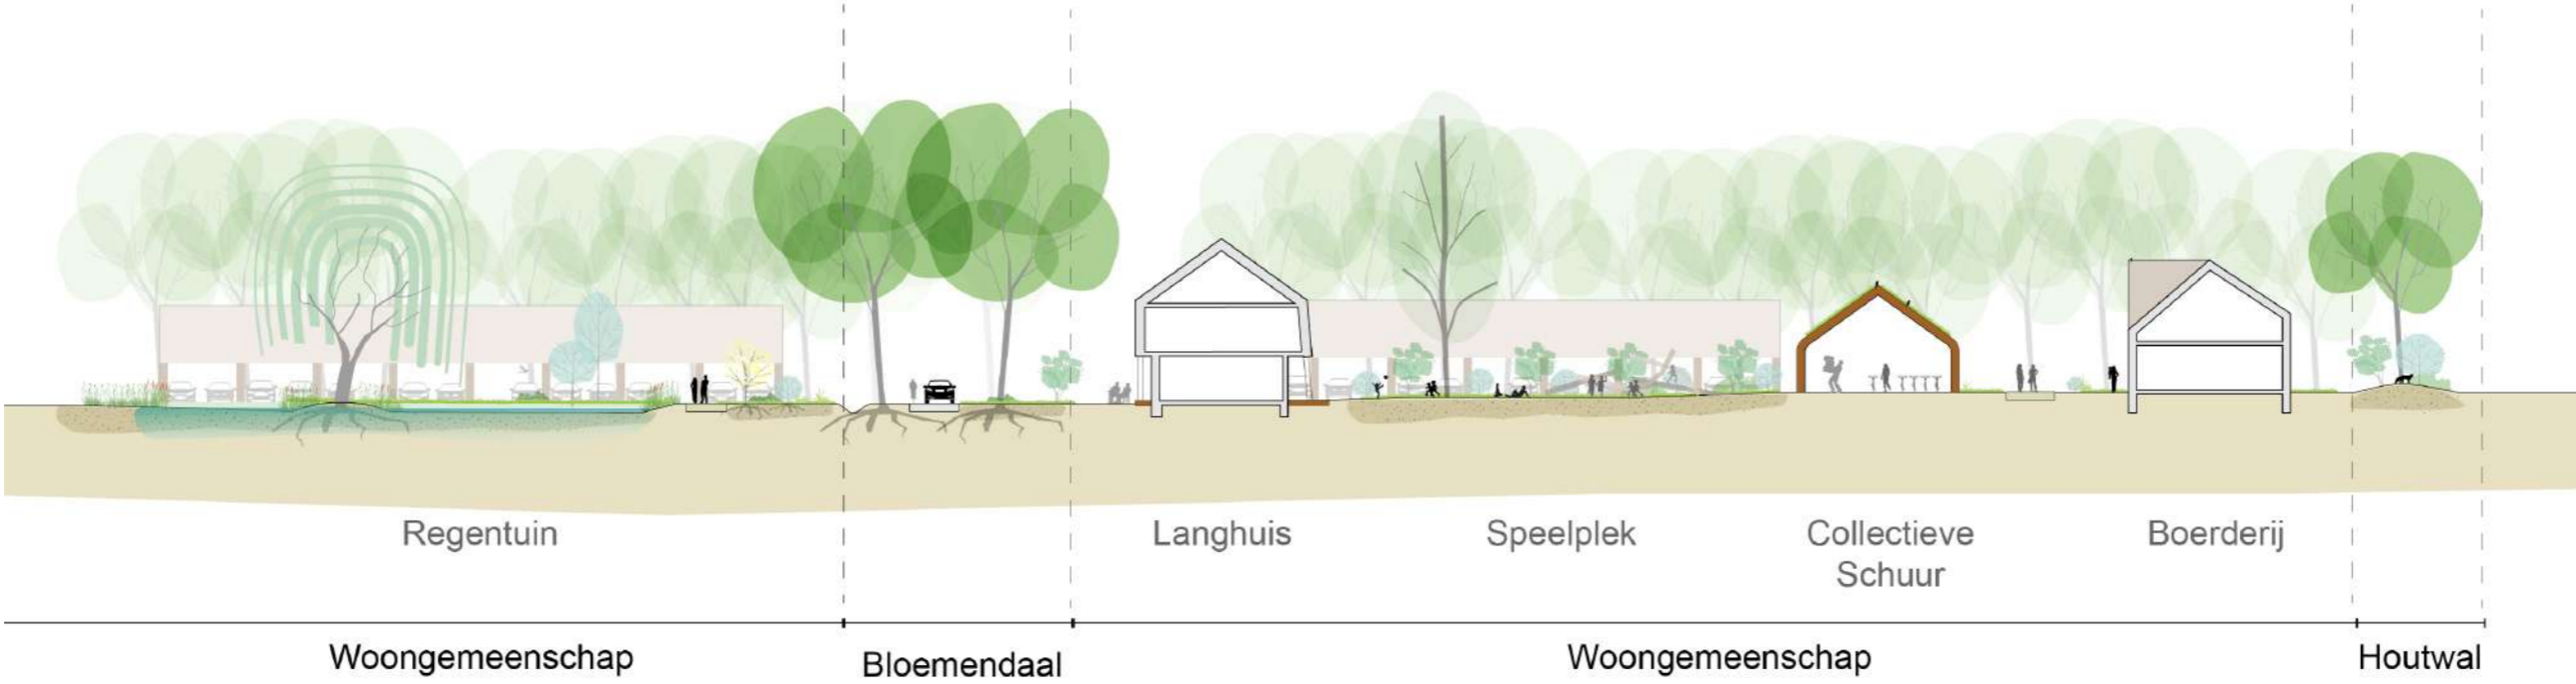 Regentuin
Langhuis
Speelplek
Collectieve
Schuur
Boerderij
Woongemeenschap
Bloemendaal
Woongemeenschap
Houtwal